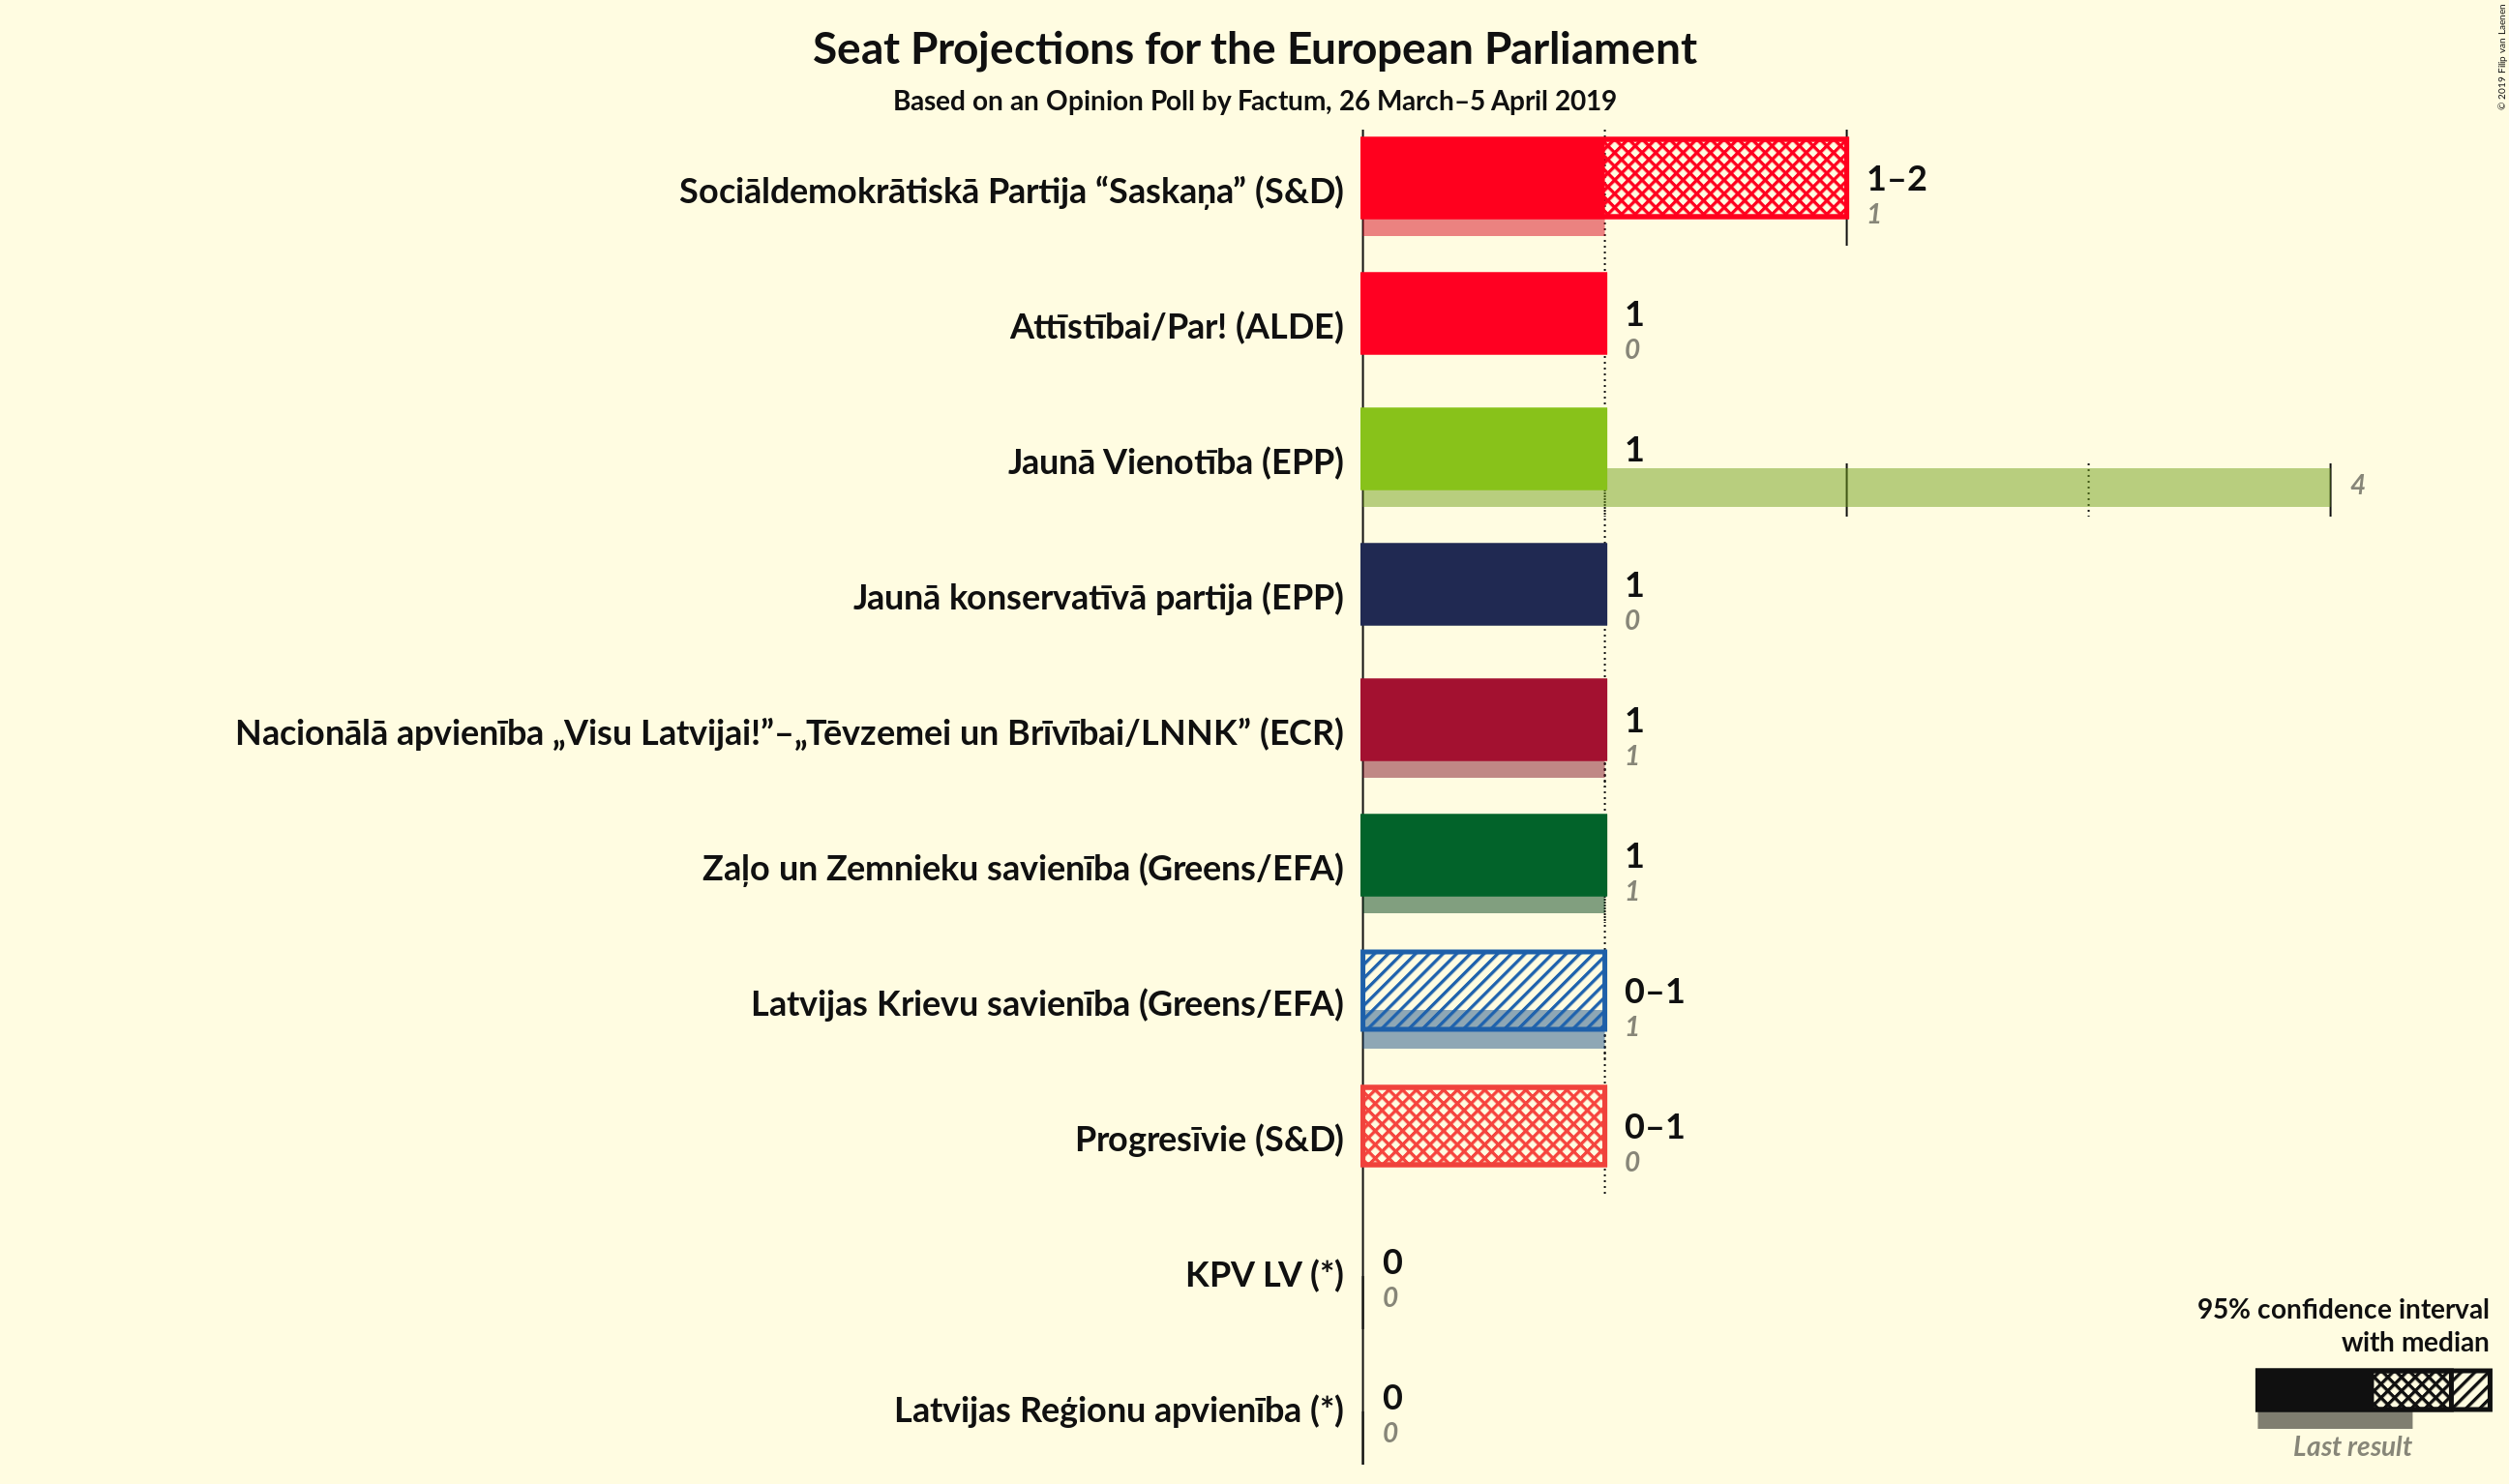 Seat Projections for the European Parliament
Based on an Opinion Poll by Factum, 26 March–5 April 2019
© 2019 Filip van Laenen
Sociāldemokrātiskā Partija “Saskaņa” (S&D)
1–2
1
Attīstībai/Par! (ALDE)
1
0
Jaunā Vienotība (EPP)
1
4
Jaunā konservatīvā partija (EPP)
1
0
Nacionālā apvienība „Visu Latvijai!”–„Tēvzemei un Brīvībai/LNNK” (ECR)
1
1
Zaļo un Zemnieku savienība (Greens/EFA)
1
1
Latvijas Krievu savienība (Greens/EFA)
0–1
1
Progresīvie (S&D)
0–1
0
KPV LV (*)
0
0
Latvijas Reģionu apvienība (*)
0
0
95% confidence interval
with median
Last result